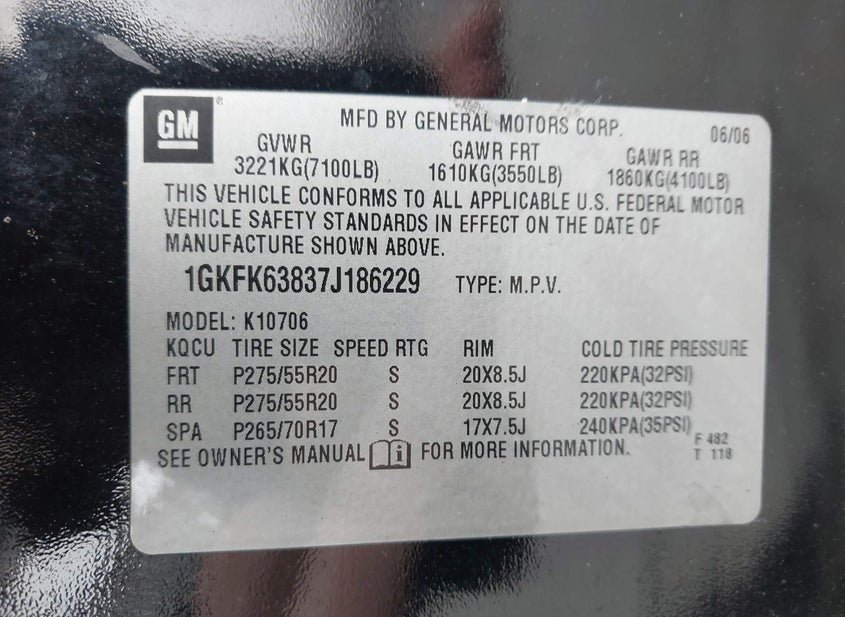 GM
MFD BY GENERAL MOTORS CORP. 06/06
GVWR GAWR FRT GAWR RR
3221KG(7100LB) 1610KG(3550LB) 1860KG(4100LB)
THIS VEHICLE CONFORMS TO ALL APPLICABLE U.S. FEDERAL MOTOR
VEHICLE SAFETY STANDARDS IN EFFECT ON THE DATE OF
MANUFACTURE SHOWN ABOVE.
1GKFK63837J186229 TYPE: M.P.V.
MODEL: K10706
KQCU TIRE SIZE SPEED RTG RIM COLD TIRE PRESSURE
FRT P275/55R20 S 20X8.5J 220KPA(32PSI)
RR P275/55R20 S 20X8.5J 220KPA(32PSI)
SPA P265/70R17 S 17X7.5J 240KPA(35PSI)
F 482
SEE OWNER'S MANUAL i FOR MORE INFORMATION.
T 118